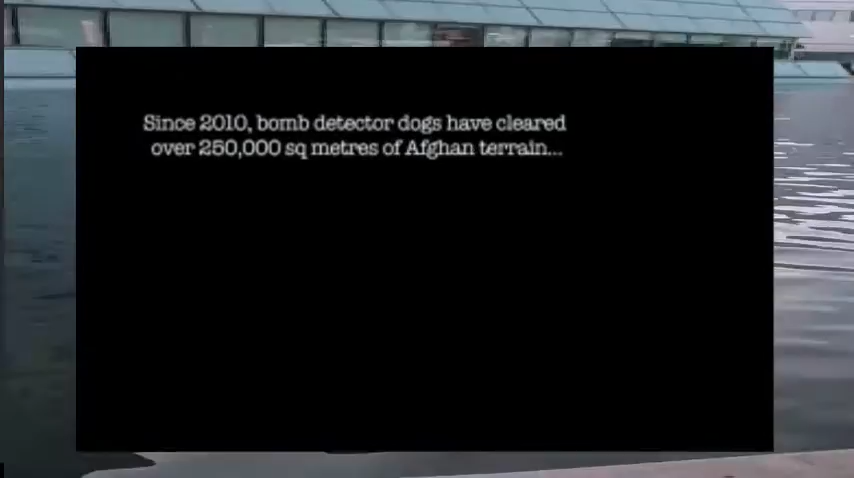 Since 2010, bomb detector dogs have cleared
over 250,000 sq metres of Afghan terrain...